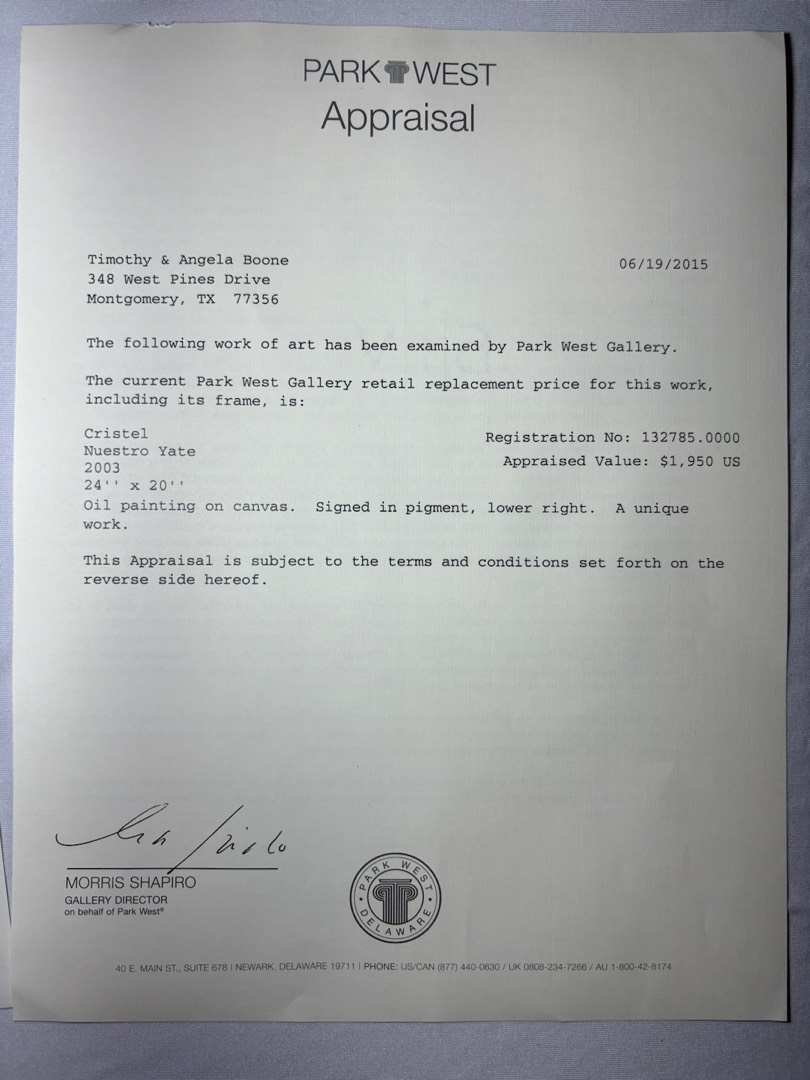 PARK WEST
Appraisal
Timothy & Angela Boone
06/19/2015
348 West Pines Drive
Montgomery, TX  77356
The following work of art has been examined by Park West Gallery.
The current Park West Gallery retail replacement price for this work,
including its frame, is:
Cristel
Registration No: 132785.0000
Nuestro Yate
Appraised Value: $1,950 US
2003
24'' x 20''
Oil painting on canvas.  Signed in pigment, lower right.  A unique
work.
This Appraisal is subject to the terms and conditions set forth on the
reverse side hereof.
MORRIS SHAPIRO
GALLERY DIRECTOR
on behalf of Park West®
PARK WEST
DELAWARE
40 E. MAIN ST., SUITE 678 | NEWARK, DELAWARE 19711 | PHONE: US/CAN (877) 440-0630 / UK 0808-234-7266 / AU 1-800-42-8174